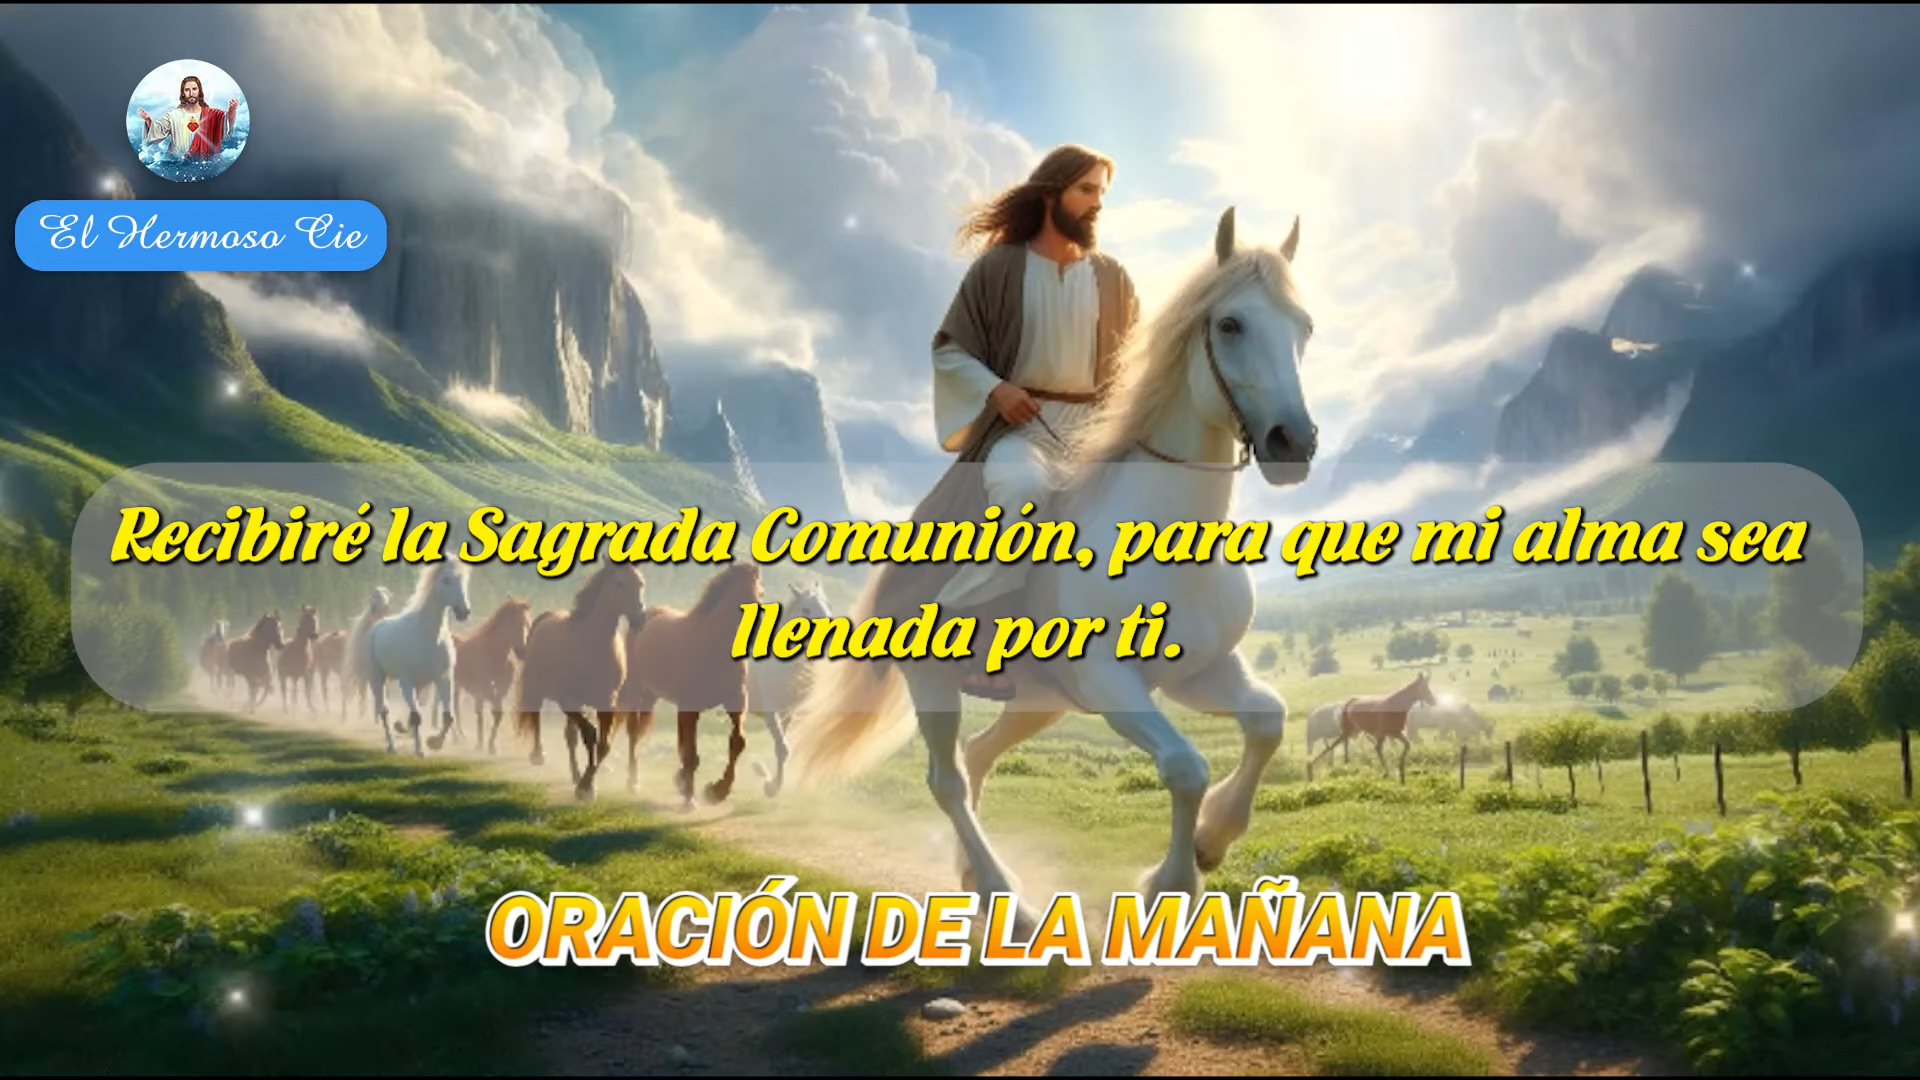 El Hermoso Cie
Recibiré la Sagrada Comunión, para que mi alma sea
llenada por ti.
ORACIÓN DE LA MAÑANA